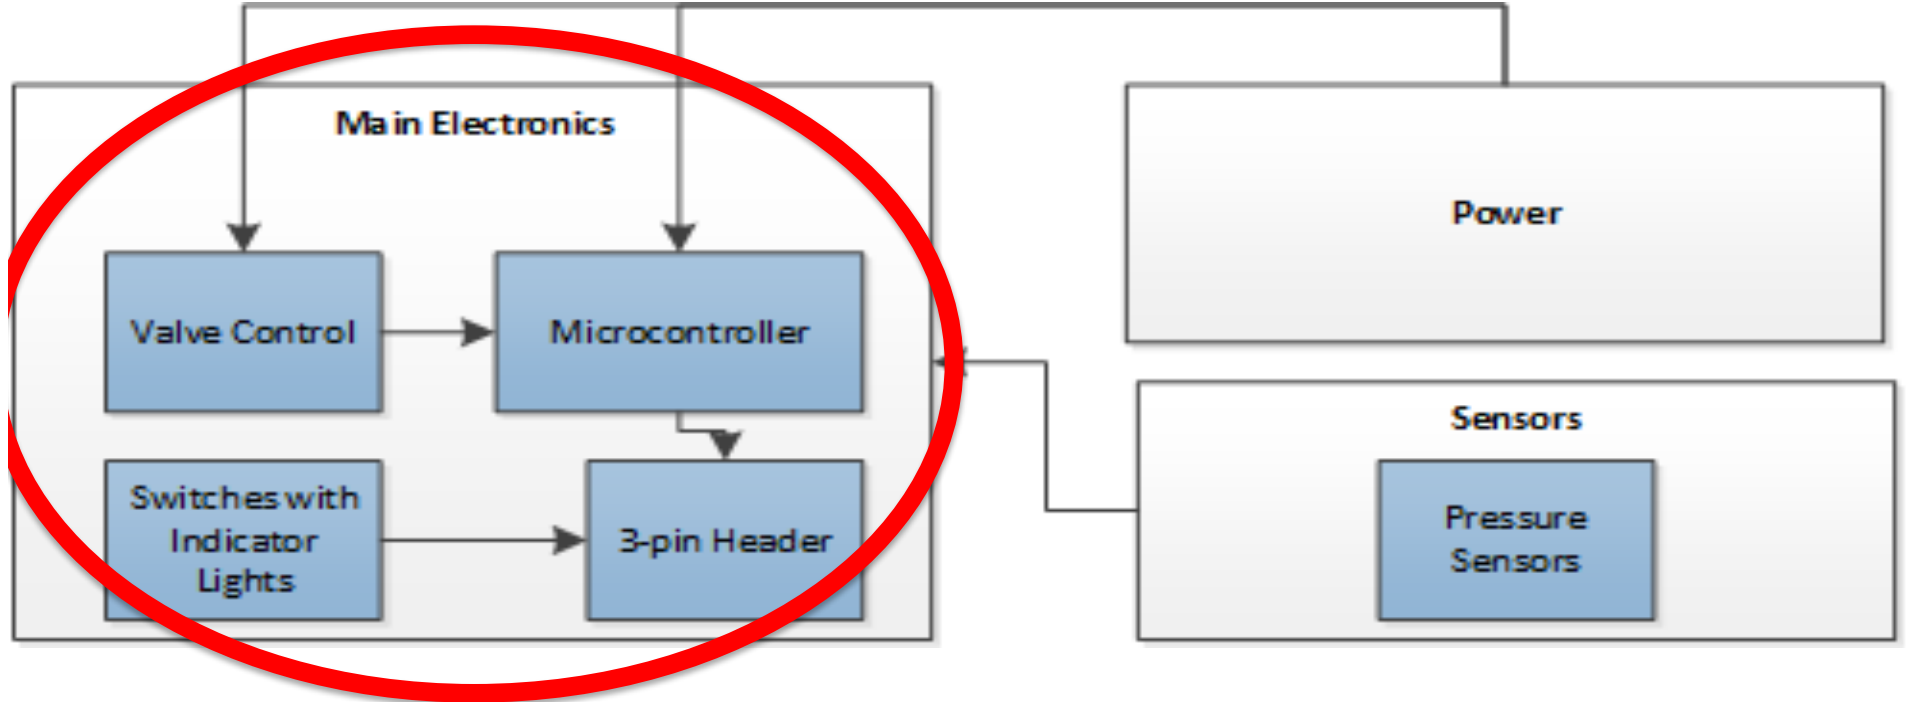 Main Electronics
Power
Valve Control
Microcontroller
Sensors
Switches with
Indicator
Lights
3-pin Header
Pressure
Sensors